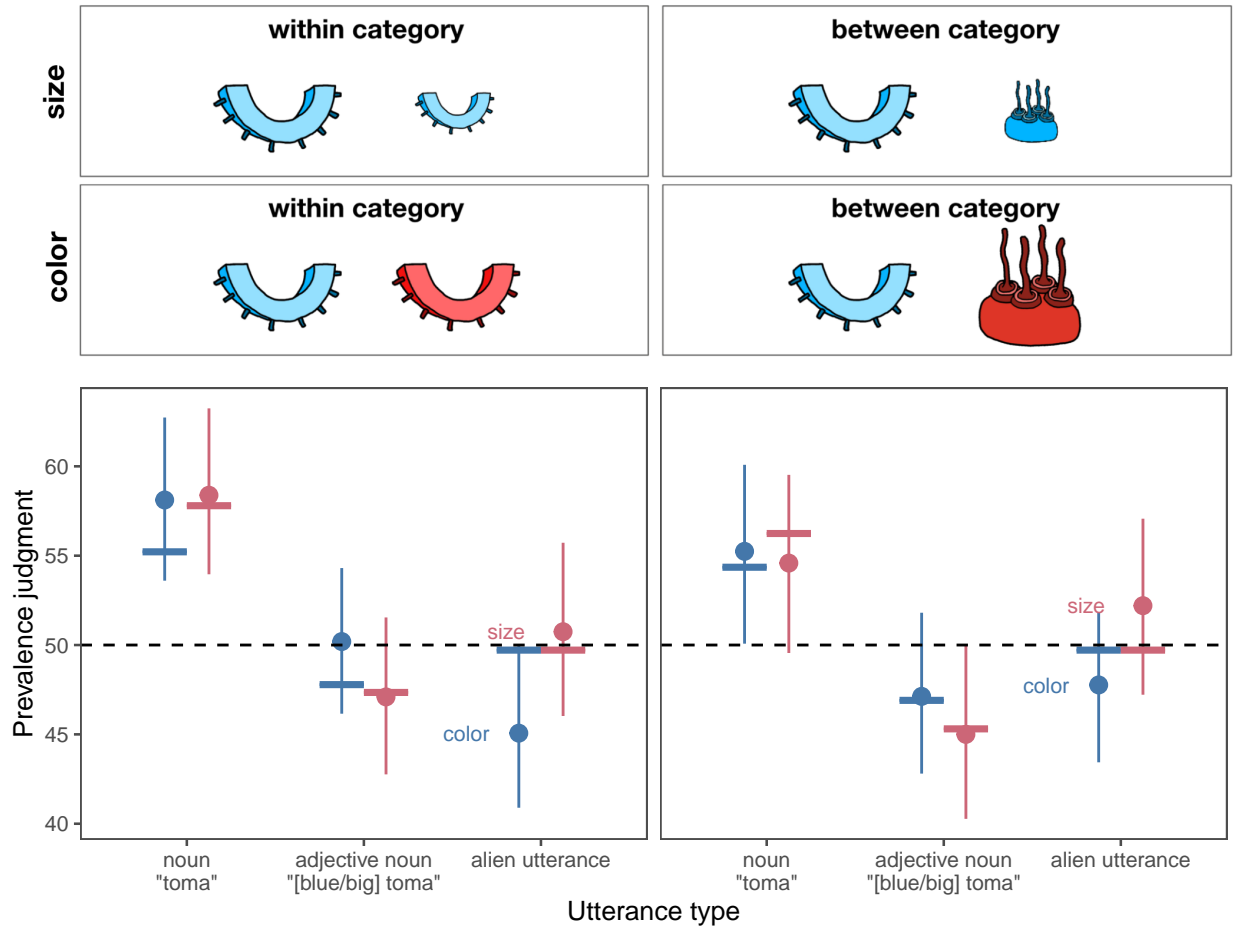 within category
between category
size
within category
between category
color
Prevalence judgment
60
55
50
45
40
size
color
size
color
noun
"toma"
adjective noun
"[blue/big] toma"
alien utterance
noun
"toma"
adjective noun
"[blue/big] toma"
alien utterance
Utterance type